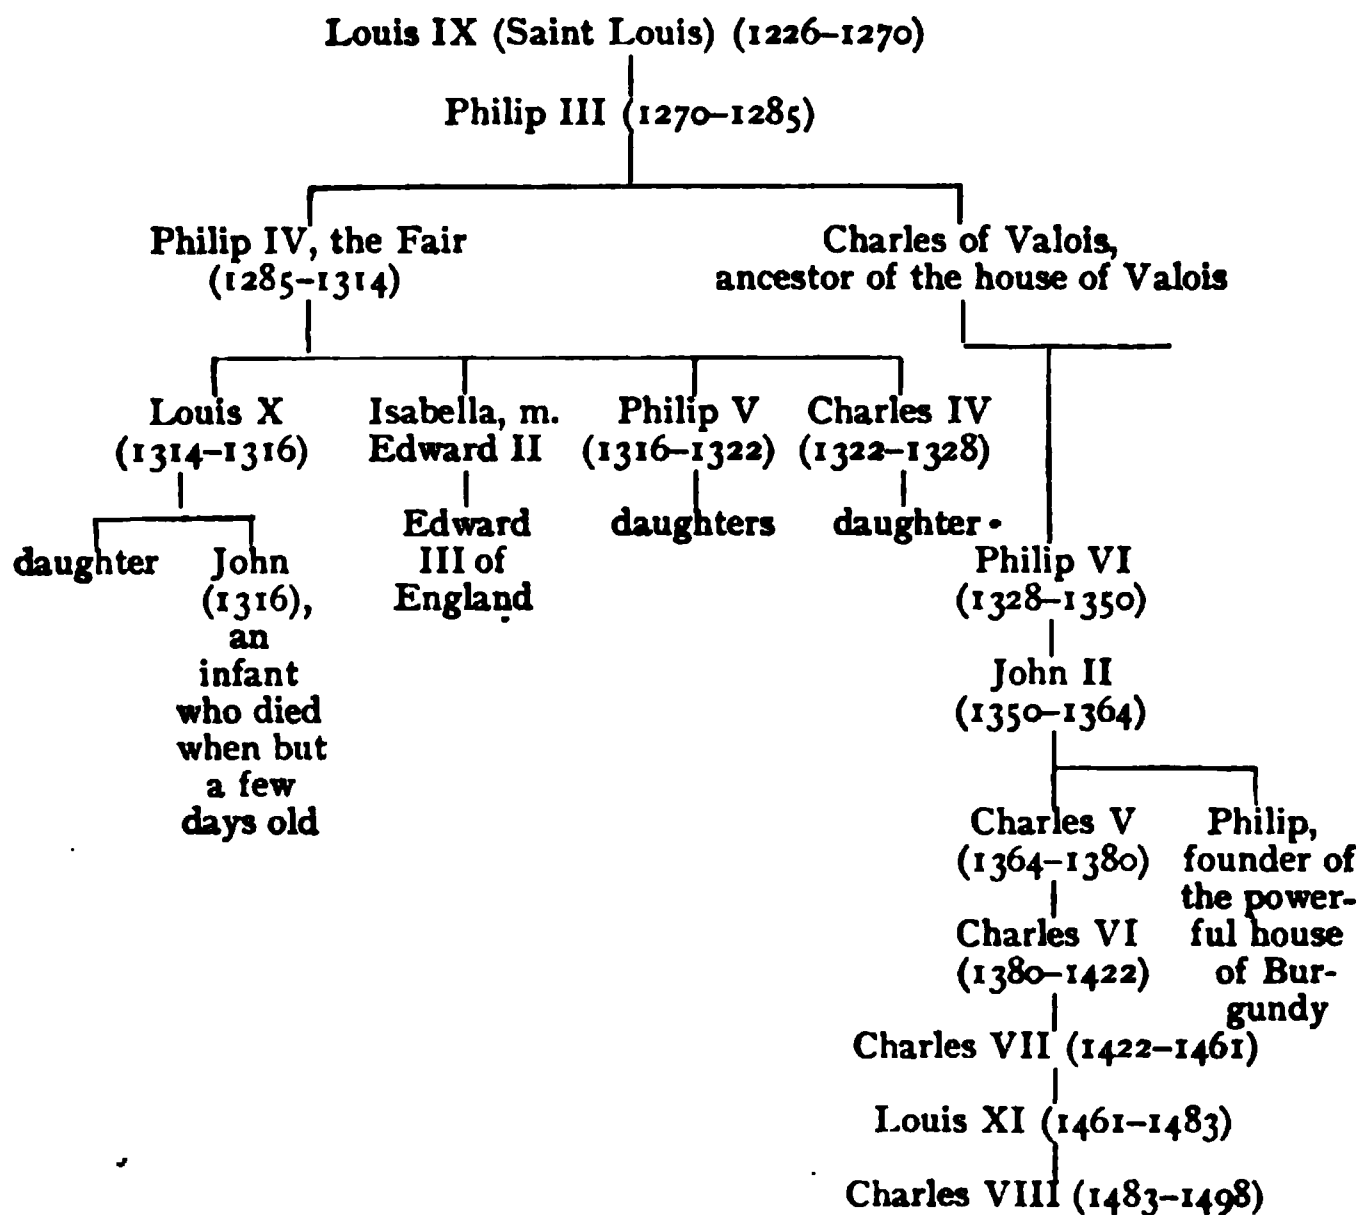 Louis IX (Saint Louis) (1226–1270)
Philip III (1270–1285)
Philip IV, the Fair
(1285–1314)
Charles of Valois,
ancestor of the house of Valois
Louis X
(1314–1316)
Isabella, m.
Edward II
Philip V
(1316–1322)
Charles IV
(1322–1328)
daughter
John
(1316),
an
infant
who died
when but
a few
days old
Edward
III of
England
daughters
daughter
Philip VI
(1328–1350)
John II
(1350–1364)
Charles V
(1364–1380)
Philip,
founder of
the power-
ful house
of Bur-
gundy
Charles VI
(1380–1422)
Charles VII (1422–1461)
Louis XI (1461–1483)
Charles VIII (1483–1498)